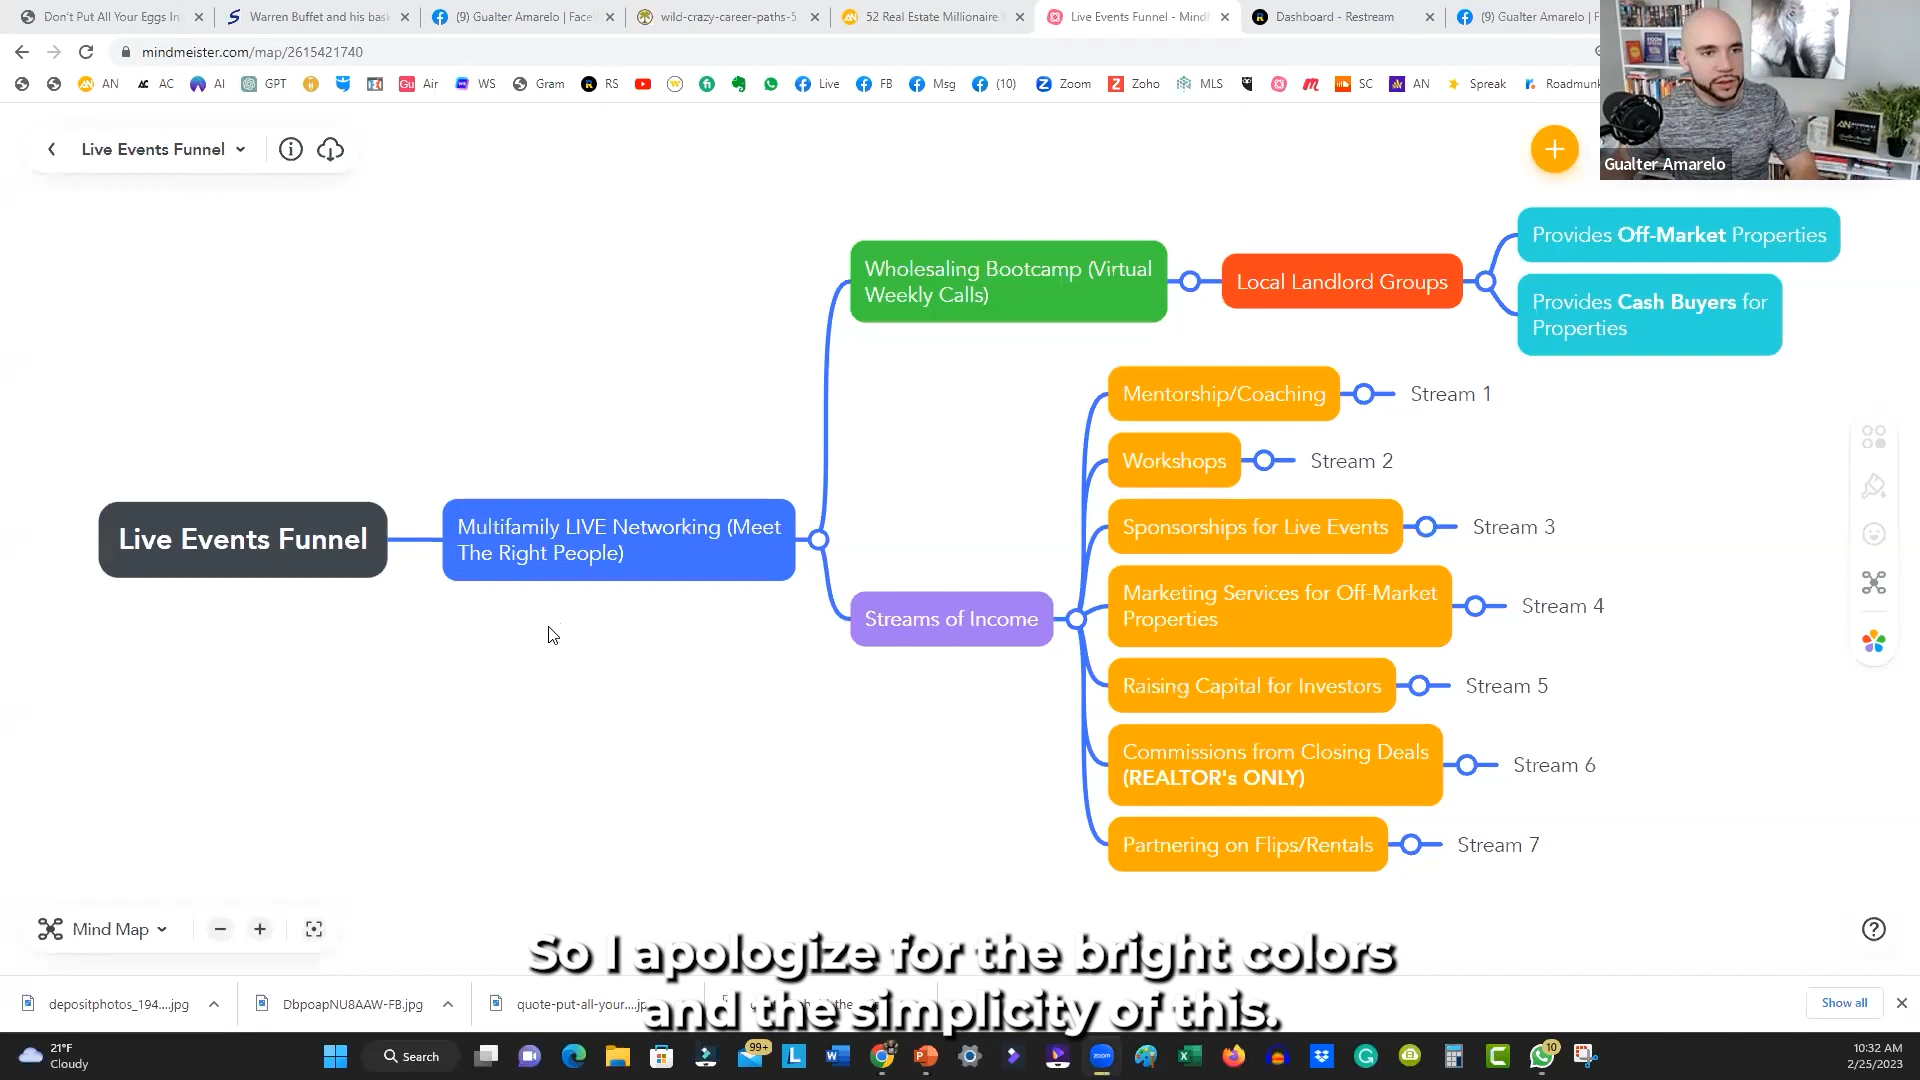 Don't Put All Your Eggs In
Warren Buffet and his bask
(9) Gualter Amarelo | Face
wild-crazy-career-paths-5
52 Real Estate Millionaire
Live Events Funnel - Mind
Dashboard - Restream
(9) Gualter Amarelo | F
mindmeister.com/map/2615421740
AN
AC
AI
GPT
Gu Air
WS
Gram
RS
Live
FB
Msg
(10)
Zoom
Zoho
MLS
SC
AN
Spreak
Roadmunk
Live Events Funnel
Gualter Amarelo
Provides Off-Market Properties
Wholesaling Bootcamp (Virtual
Weekly Calls)
Local Landlord Groups
Provides Cash Buyers for
Properties
Mentorship/Coaching
Stream 1
Workshops
Stream 2
Live Events Funnel
Multifamily LIVE Networking (Meet
The Right People)
Sponsorships for Live Events
Stream 3
Streams of Income
Marketing Services for Off-Market
Properties
Stream 4
Raising Capital for Investors
Stream 5
Commissions from Closing Deals
(REALTOR's ONLY)
Stream 6
Partnering on Flips/Rentals
Stream 7
Mind Map
So I apologize for the bright colors
and the simplicity of this.
depositphotos_194....jpg
DbpoapNU8AAW-FB.jpg
quote-put-all-your....jp
Show all
21°F
Cloudy
Search
99+
10
10:32 AM
2/25/2023